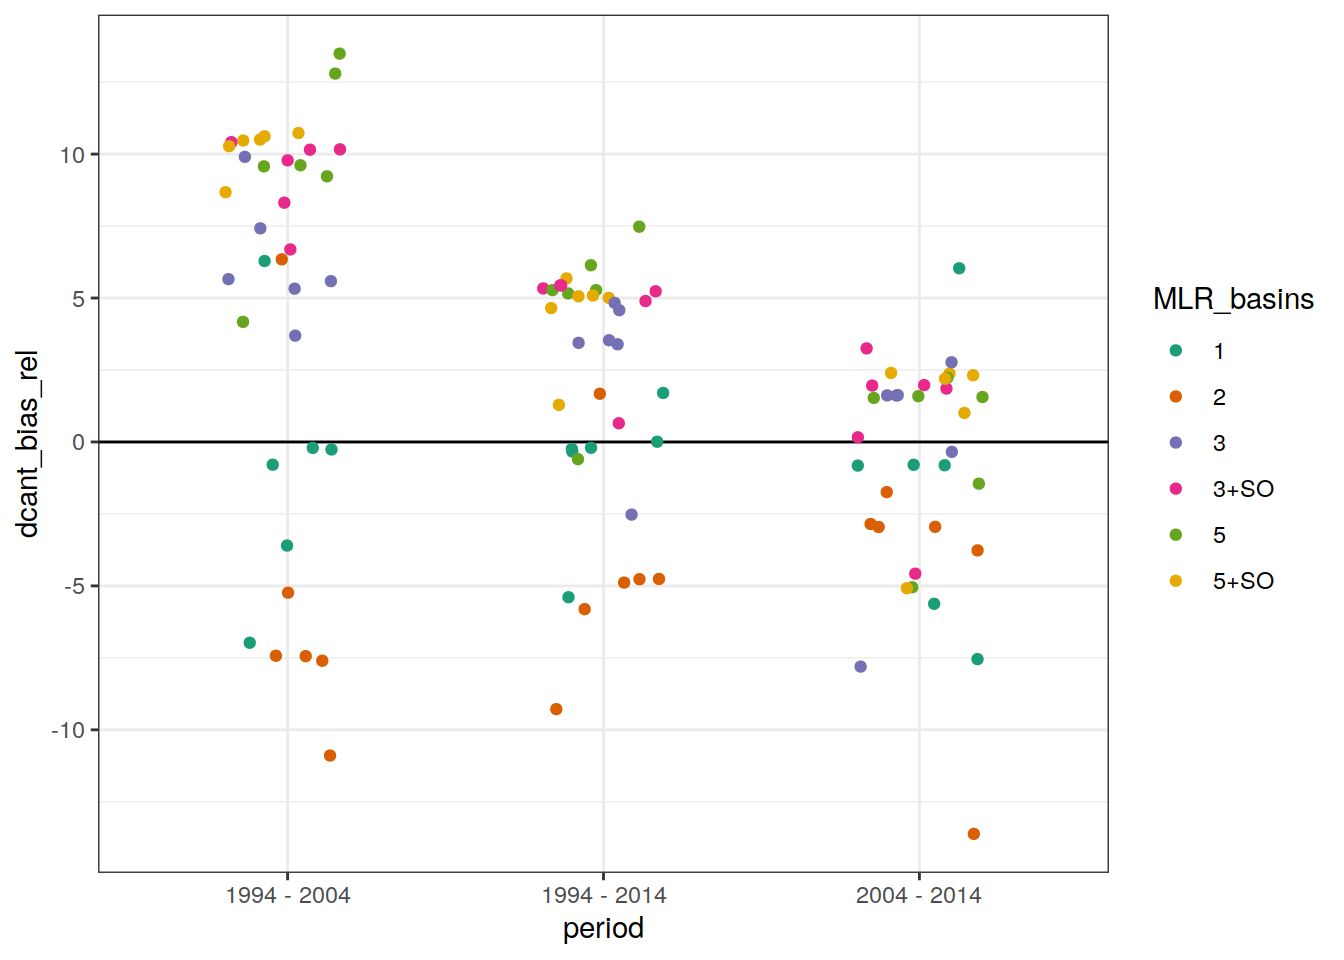 dcant_bias_rel
10
5
0
-5
-10
1994 - 2004
1994 - 2014
2004 - 2014
period
MLR_basins
1
2
3
3+SO
5
5+SO